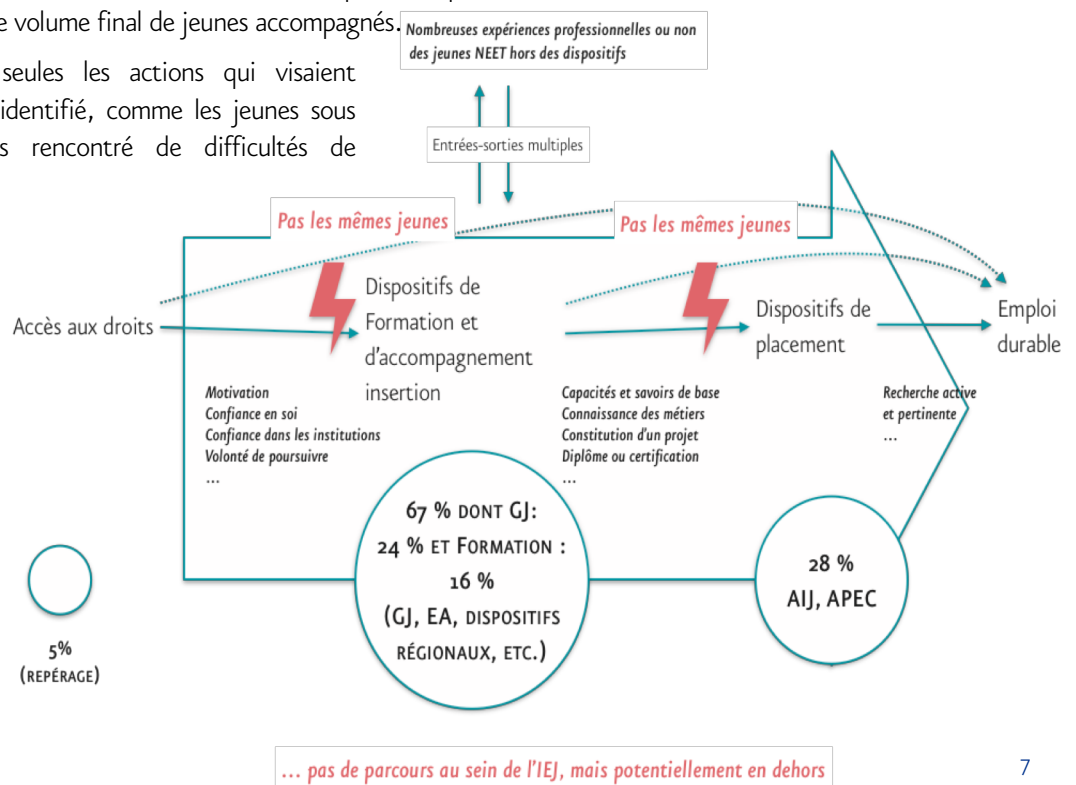 e volume final de jeunes accompagnés.
seules les actions qui visaient
identifié, comme les jeunes sous
s rencontré de difficultés de
Nombreuses expériences professionnelles ou non
des jeunes NEET hors des dispositifs
Entrées-sorties multiples
Pas les mêmes jeunes
Pas les mêmes jeunes
Accès aux droits
Dispositifs de
Formation et
d'accompagnement
insertion
Dispositifs de
placement
Emploi
durable
Motivation
Confiance en soi
Confiance dans les institutions
Volonté de poursuivre
...
Capacités et savoirs de base
Connaissance des métiers
Constitution d'un projet
Diplôme ou certification
...
Recherche active
et pertinente
...
5%
(REPÉRAGE)
67 % DONT GJ:
24 % ET FORMATION :
16 %
(GJ, EA, DISPOSITIFS
RÉGIONAUX, ETC.)
28 %
AIJ, APEC
... pas de parcours au sein de l'IEJ, mais potentiellement en dehors
7